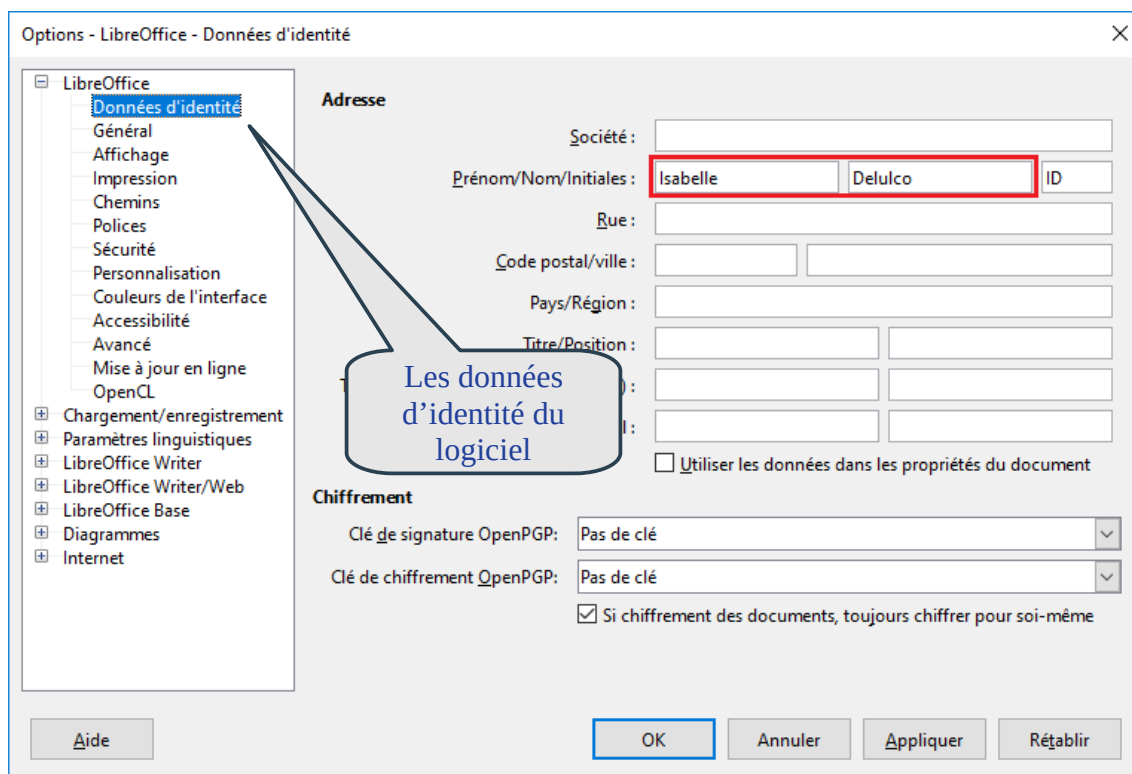 Options - LibreOffice - Données d'identité
LibreOffice
Données d'identité
Général
Affichage
Impression
Chemins
Polices
Sécurité
Personnalisation
Couleurs de l'interface
Accessibilité
Avancé
Mise à jour en ligne
OpenCL
Chargement/enregistrement
Paramètres linguistiques
LibreOffice Writer
LibreOffice Writer/Web
LibreOffice Base
Diagrammes
Internet
Adresse
Société :
Prénom/Nom/Initiales : Isabelle Delulco ID
Rue :
Code postal/ville :
Pays/Région :
Titre/Position :
Les données
d’identité du
logiciel
Utiliser les données dans les propriétés du document
Chiffrement
Clé de signature OpenPGP: Pas de clé
Clé de chiffrement OpenPGP: Pas de clé
Si chiffrement des documents, toujours chiffrer pour soi-même
Aide OK Annuler Appliquer Rétablir